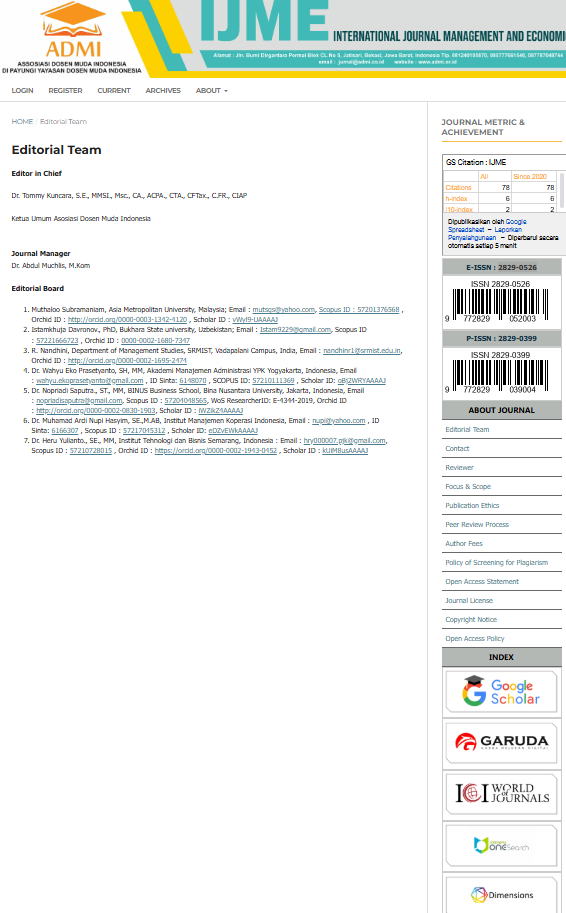 IJME
INTERNATIONAL JOURNAL MANAGEMENT AND ECONOMI
ADMI
ASSOSIASI DOSEN MUDA INDONESIA
DI PAYUNGI YAYASAN DOSEN MUDA INDONESIA
Alamat : Jln. Bumi Dirgantara Permai Blok CL No 5, Jatisari, Bekasi, Jawa Barat, Indonesia Tlp.
email : jurnal@admi.co.id website : www.admi.or.id
LOGIN REGISTER CURRENT ARCHIVES ABOUT
HOME / Editorial Team
Editorial Team
Editor in Chief
Dr. Tommy Kuncara, S.E., MMSI., Msc., CA., ACPA., CTA., CFTax., C.FR., CIAP
Ketua Umum Asosiasi Dosen Muda Indonesia
Journal Manager
Dr. Abdul Muchlis, M.Kom
Editorial Board
1. Muthaloo Subramaniam, Asia Metropolitan University, Malaysia; Email : mutsgs@yahoo.com, Scopus ID : 57201376568 ,
Orchid ID : http://orcid.org/0000-0003-1342-4120 , Scholar ID : vWyI9-UAAAAJ
2. Istamkhuja Davronov., PhD, Bukhara State university, Uzbekistan; Email : Istam9229@gmail.com, Scopus ID
: 57221666723 , Orchid ID : 0000-0002-1680-7347
3. R. Nandhini, Department of Management Studies, SRMIST, Vadapalani Campus, India, Email : nandhinr1@srmist.edu.in,
Orchid ID : http://orcid.org/0000-0002-1695-2474
4. Dr. Wahyu Eko Prasetyanto, SH, MM, Akademi Manajemen Administrasi YPK Yogyakarta, Indonesia, Email
: wahyu.ekoprasetyanto@gmail.com , ID Sinta: 6148070 , SCOPUS ID: 57210111369 , Scholar ID: oBJ2WRYAAAAJ
5. Dr. Nopriadi Saputra., ST., MM, BINUS Business School, Bina Nusantara University, Jakarta, Indonesia, Email
: nopriadisaputra@gmail.com, Scopus ID : 57204048565, WoS ResearcherID: E-4344-2019, Orchid ID
: http://orcid.org/0000-0002-0830-1903, Scholar ID : iWZikZ4AAAAJ
6. Dr. Muhamad Ardi Nupi Hasyim, SE.,M.AB, Institut Manajemen Koperasi Indonesia, Email : nupi@yahoo.com , ID
Sinta: 6166307 , Scopus ID : 57217045312 , Scholar ID: eDZvEWkAAAAJ
7. Dr. Heru Yulianto., SE., MM, Institut Tehnologi dan Bisnis Semarang, Indonesia : Email : hry000007.pjk@gmail.com,
Scopus ID : 57210728015 , Orchid ID : https://orcid.org/0000-0002-1943-0452 , Scholar ID : kUiM8usAAAAJ
JOURNAL METRIC &
ACHIEVEMENT
GS Citation : IJME
All Since 2020
Citations 78 78
h-index 6 6
i10-index 2 2
Dipublikasikan oleh Google
Spreadsheet – Laporkan
Penyalahgunaan – Diperbarui secara
otomatis setiap 5 menit
E-ISSN : 2829-0526
ISSN 2829-0526
9 772829 052003
P-ISSN : 2829-0399
ISSN 2829-0399
9 772829 039004
ABOUT JOURNAL
Editorial Team
Contact
Reviewer
Focus & Scope
Publication Ethics
Peer Review Process
Author Fees
Policy of Screening for Plagiarism
Open Access Statement
Journal License
Copyright Notice
Open Access Policy
INDEX
Google
Scholar
GARUDA
ICI WORLD
of
JOURNALS
oneSearch
Dimensions